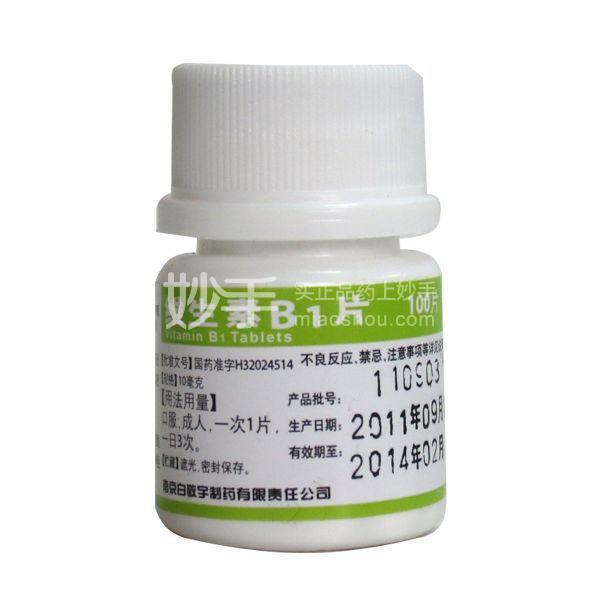 维生素B1片 100片
Vitamin B1 Tablets
妙手
买正品药上妙手
miaoshou.com
【批准文号】国药准字H32024514
【规格】10毫克
【用法用量】
口服,成人,一次1片,
一日3次。
【贮藏】遮光,密封保存。
不良反应、禁忌、注意事项等详见说
产品批号: 110903
生产日期: 2011年09月
有效期至: 2014年02月
南京白敬宇制药有限责任公司